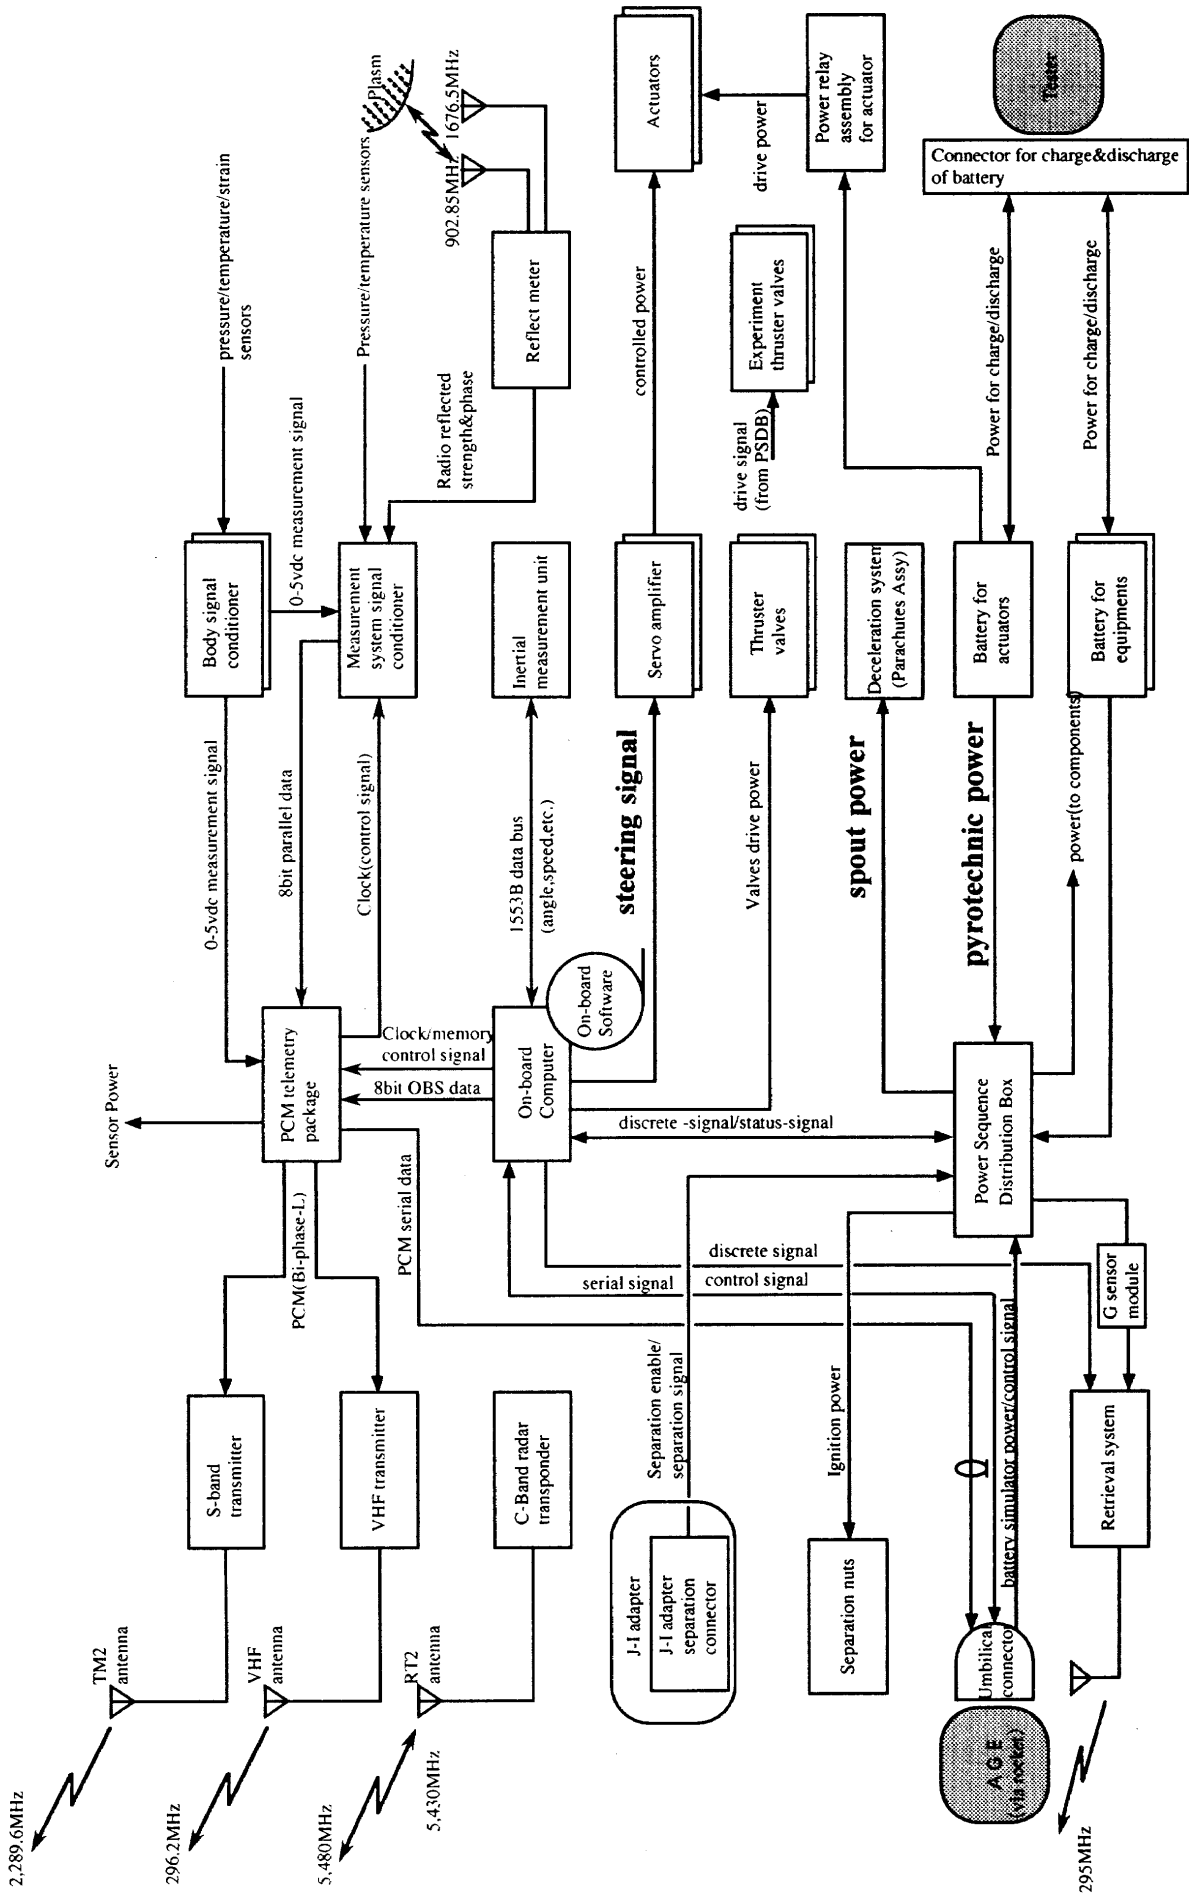 2,289.6MHz
TM2
antenna
S-band
transmitter
296.2MHz
VHF
antenna
VHF transmitter
5,480MHz
5,430MHz
RT2
antenna
C-Band radar
transponder
PCM(Bi-phase-L)
Sensor Power
PCM telemetry
package
PCM serial data
0-5vdc measurement signal
8bit parallel data
Clock(control signal)
Body signal
conditioner
pressure/temperature/strain
sensors
0-5vdc measurement signal
Measurement
system signal
conditioner
Pressure/temperature sensors
Radio reflected
strength&phase
Reflect meter
902.85MHz
1676.5MHz
Plasm
Clock/memory
control signal
8bit OBS data
On-board
Computer
On-board
Software
1553B data bus
(angle,speed,etc.)
Inertial
measurement unit
steering signal
Servo amplifier
controlled power
Actuators
Valves drive power
Thruster
valves
drive signal
(from PSDB)
Experiment
thruster valves
drive power
Power relay
assembly
for actuator
J-I adapter
J-I adapter
separation
connector
Separation enable/
separation signal
serial signal
discrete signal
control signal
discrete -signal/status-signal
Separation nuts
Ignition power
spout power
Deceleration system
(Parachutes Assy)
pyrotechnic power
Battery for
actuators
Power for charge/discharge
Connector for charge&discharge
of battery
Tester
Power Sequence
Distribution Box
power(to components)
Battery for
equipments
Power for charge/discharge
AGE
(via rocket)
Umbilical
connector
battery simulator power/control signal
G sensor
module
Retrieval system
295MHz